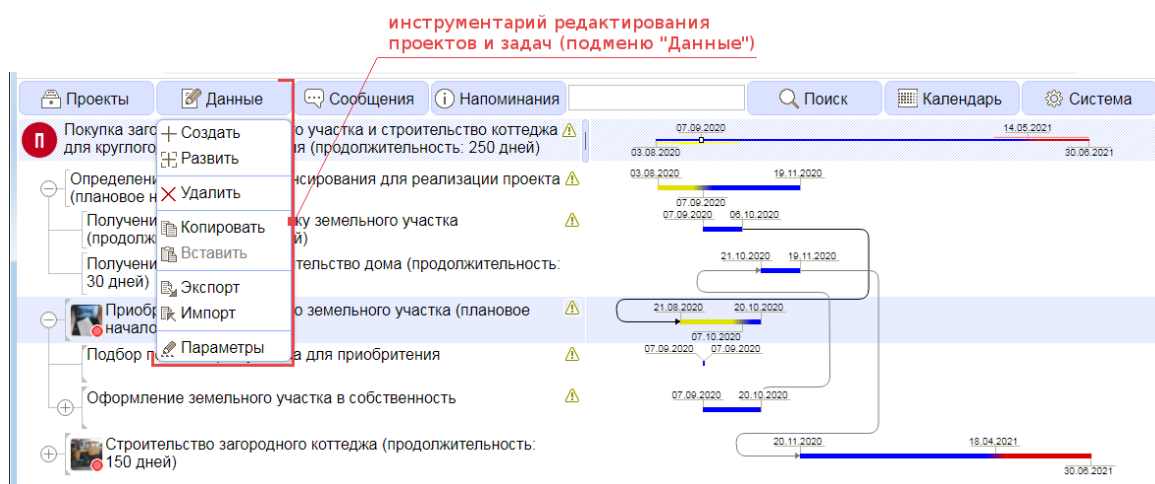 инструментарий редактирования
проектов и задач (подменю "Данные")
Проекты
Данные
Сообщения
Напоминания
Поиск
Календарь
Система
П
Покупка заго
о участка и строительство коттеджа
для круглого
ия (продолжительность: 250 дней)
Создать
Развить
Удалить
Копировать
Вставить
Экспорт
Импорт
Параметры
07.09.2020
14.05.2021
03.08.2020
30.06.2021
Определени
нсирования для реализации проекта
(плановое н
03.08.2020
19.11.2020
07.09.2020
Получени
ку земельного участка
(продолж
й)
07.09.2020
06.10.2020
Получени
тельство дома (продолжительность:
30 дней)
21.10.2020
19.11.2020
Приобр
о земельного участка (плановое
начало
21.08.2020
20.10.2020
07.10.2020
Подбор п
а для приобритения
07.09.2020
07.09.2020
Оформление земельного участка в собственность
07.09.2020
20.10.2020
Строительство загородного коттеджа (продолжительность:
150 дней)
20.11.2020
18.04.2021
30.06.2021